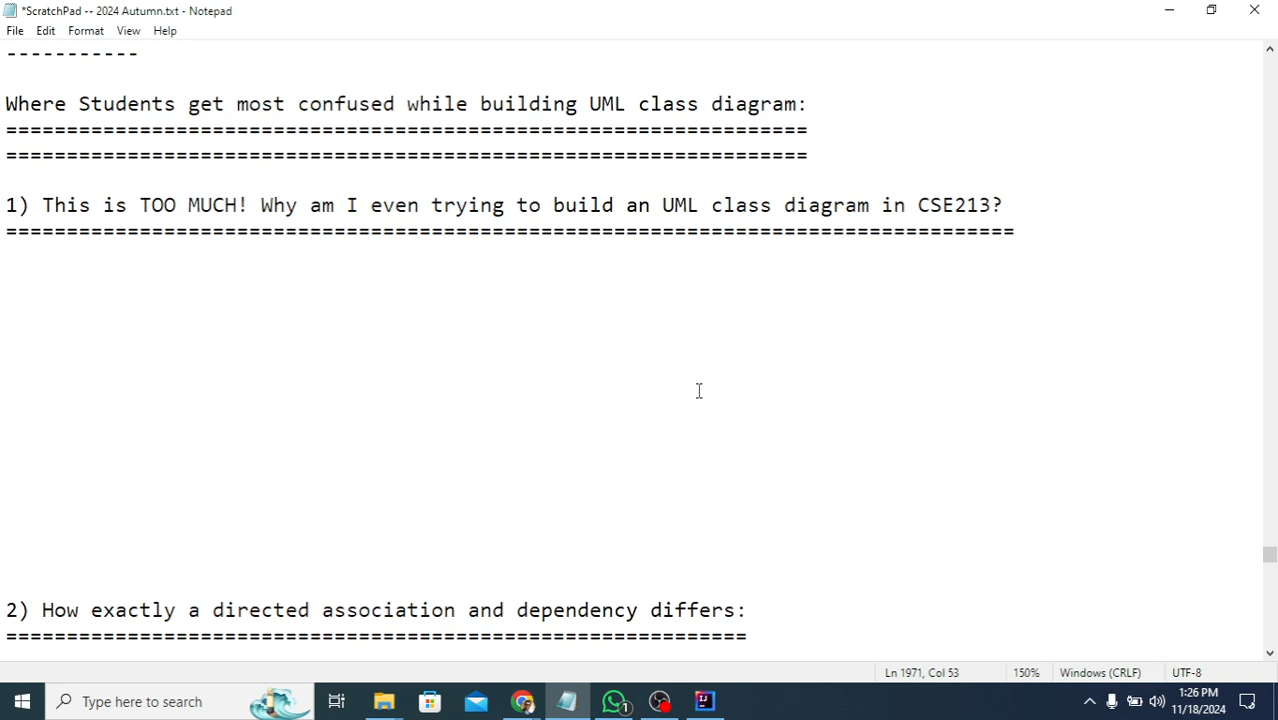 *ScratchPad -- 2024 Autumn.txt - Notepad
File Edit Format View Help
-----------
Where Students get most confused while building UML class diagram:
==================================================================
==================================================================
1) This is TOO MUCH! Why am I even trying to build an UML class diagram in CSE213?
===================================================================================
2) How exactly a directed association and dependency differs:
=============================================================
Ln 1971, Col 53 150% Windows (CRLF) UTF-8
Type here to search
1
1:26 PM
11/18/2024